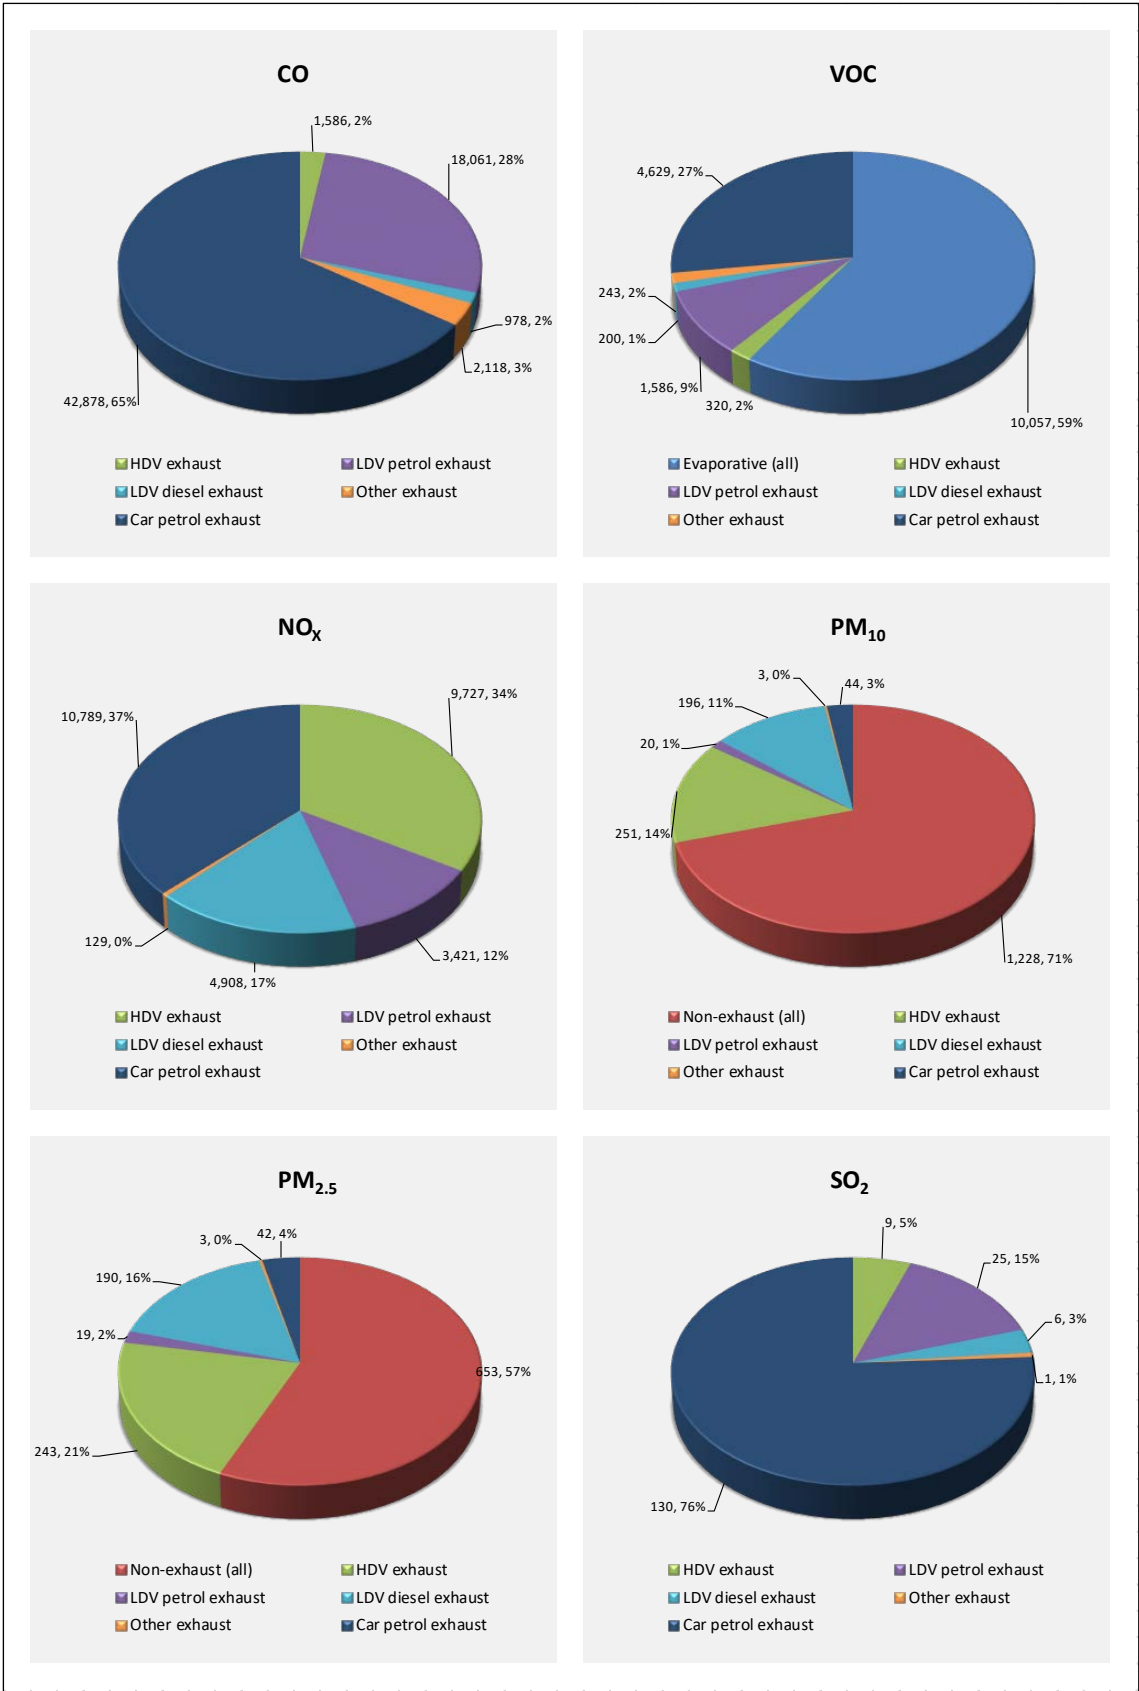 CO
1,586, 2%
18,061, 28%
978, 2%
2,118, 3%
42,878, 65%
HDV exhaust
LDV petrol exhaust
LDV diesel exhaust
Other exhaust
Car petrol exhaust
VOC
4,629, 27%
243, 2%
200, 1%
1,586, 9%
320, 2%
10,057, 59%
Evaporative (all)
HDV exhaust
LDV petrol exhaust
LDV diesel exhaust
Other exhaust
Car petrol exhaust
NOX
9,727, 34%
10,789, 37%
129, 0%
3,421, 12%
4,908, 17%
HDV exhaust
LDV petrol exhaust
LDV diesel exhaust
Other exhaust
Car petrol exhaust
PM10
3, 0%
44, 3%
196, 11%
20, 1%
251, 14%
1,228, 71%
Non-exhaust (all)
HDV exhaust
LDV petrol exhaust
LDV diesel exhaust
Other exhaust
Car petrol exhaust
PM2.5
3, 0%
42, 4%
190, 16%
19, 2%
653, 57%
243, 21%
Non-exhaust (all)
HDV exhaust
LDV petrol exhaust
LDV diesel exhaust
Other exhaust
Car petrol exhaust
SO2
9, 5%
25, 15%
6, 3%
1, 1%
130, 76%
HDV exhaust
LDV petrol exhaust
LDV diesel exhaust
Other exhaust
Car petrol exhaust